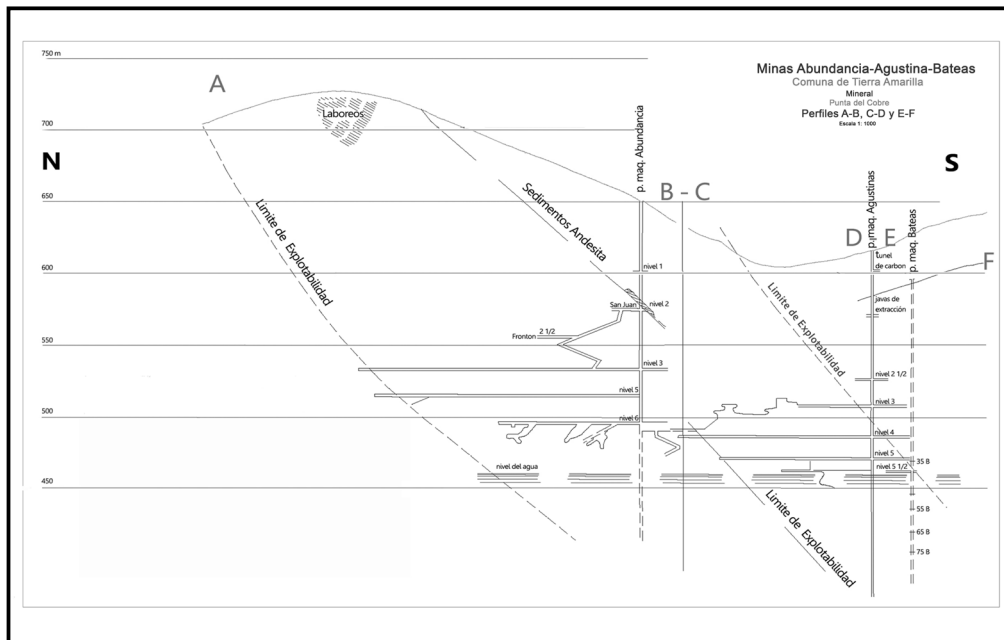 750 m
Minas Abundancia-Agustina-Bateas
Comuna de Tierra Amarilla
Mineral
Punta del Cobre
Perfiles A-B, C-D y E-F
Escala 1: 1000
A
Laboreos
700
N
S
p. maq. Abundancia
B - C
p. maq. Agustinas
p. maq. Bateas
650
Sedimentos Andesita
Limite de Explotabilidad
D
E
tunel
de carbon
F
600
nivel 1
Limite de Explotabilidad
San Juan
nivel 2
javas de
extracción
Fronton
2 1/2
550
nivel 3
nivel 2 1/2
nivel 5
nivel 3
500
nivel 6
nivel 4
nivel 5
35 B
nivel del agua
nivel 5 1/2
450
Limite de Explotabilidad
55 B
65 B
75 B